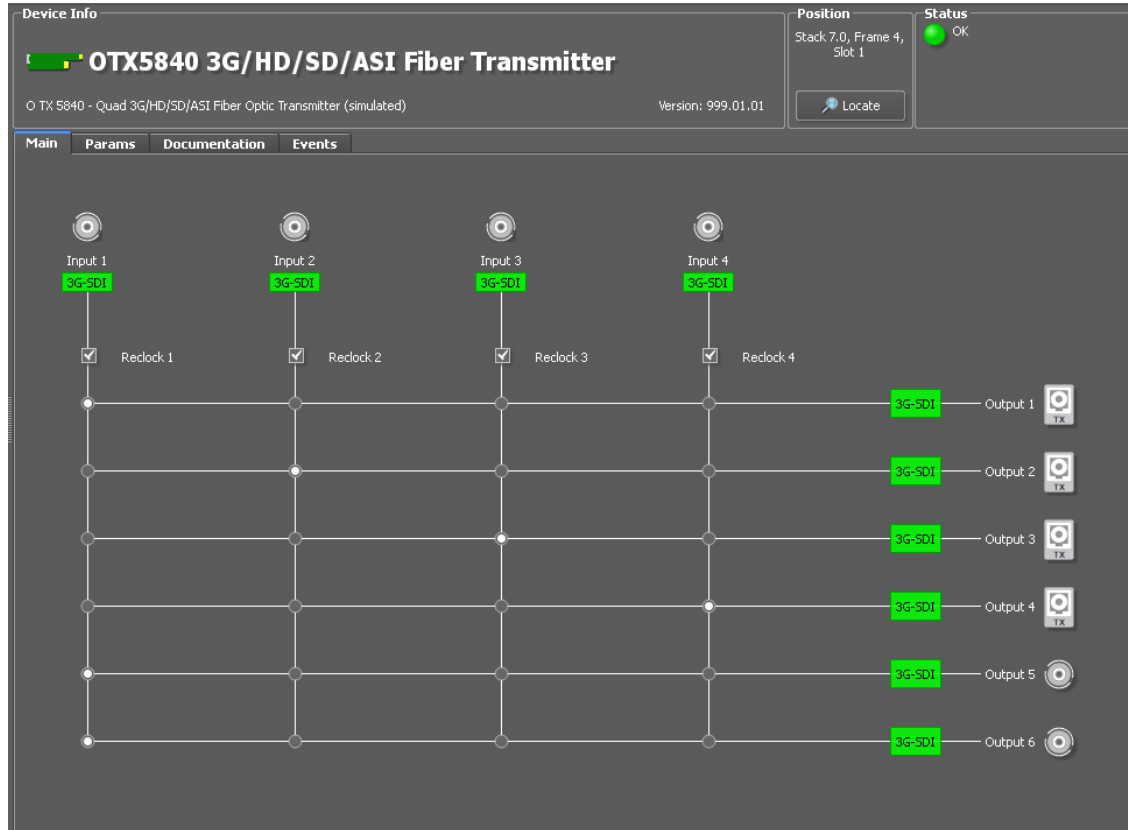 Device Info
Position
Status
OTX5840 3G/HD/SD/ASI Fiber Transmitter
Stack 7.0, Frame 4,
Slot 1
OK
O TX 5840 - Quad 3G/HD/SD/ASI Fiber Optic Transmitter (simulated)
Version: 999.01.01
Locate
Main Params Documentation Events
Input 1 Input 2 Input 3 Input 4
3G-SDI 3G-SDI 3G-SDI 3G-SDI
Reclock 1 Reclock 2 Reclock 3 Reclock 4
3G-SDI Output 1 TX
3G-SDI Output 2 TX
3G-SDI Output 3 TX
3G-SDI Output 4 TX
3G-SDI Output 5
3G-SDI Output 6